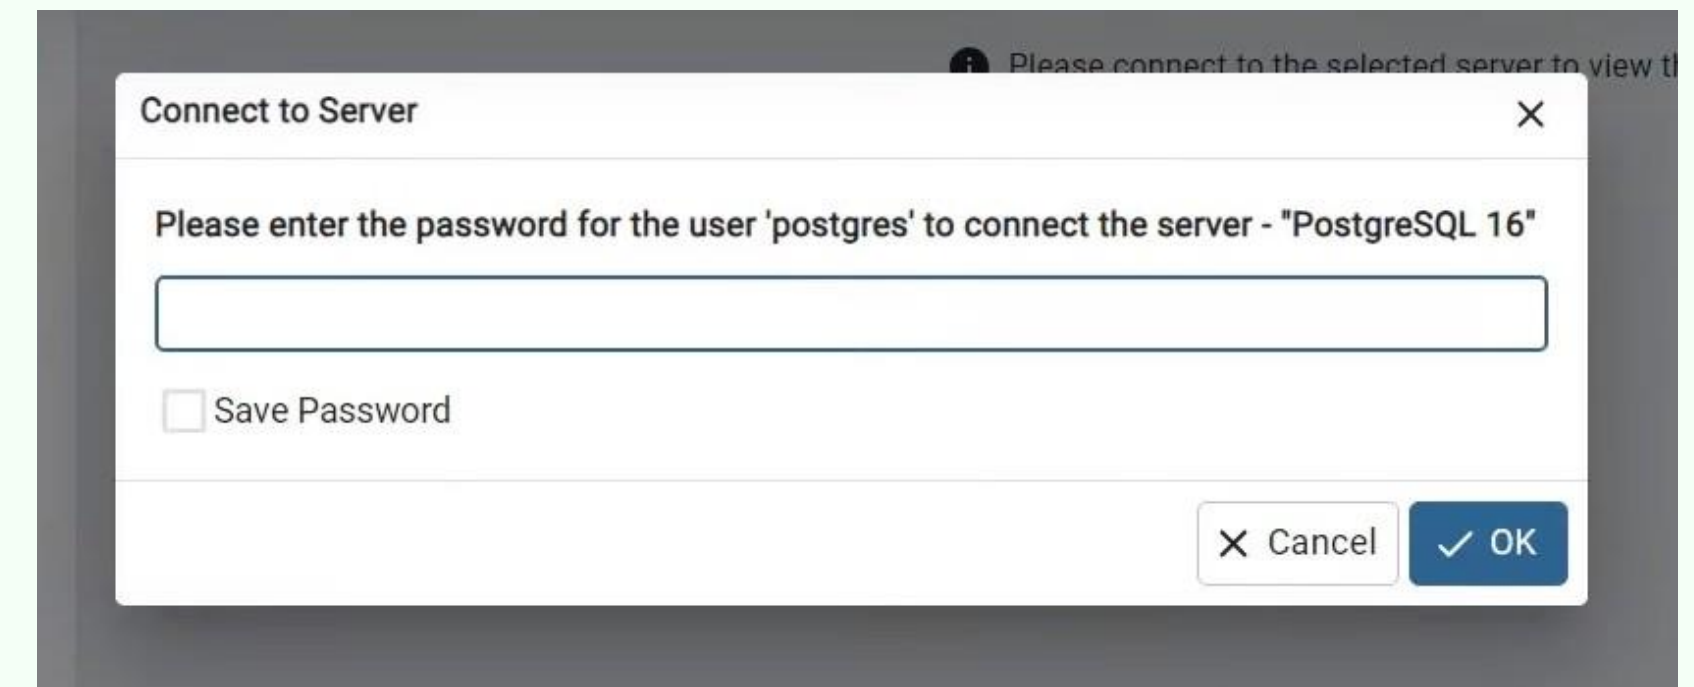 Please connect to the selected server to view
Connect to Server
Please enter the password for the user 'postgres' to connect the server - "PostgreSQL 16"
Save Password
Cancel
OK